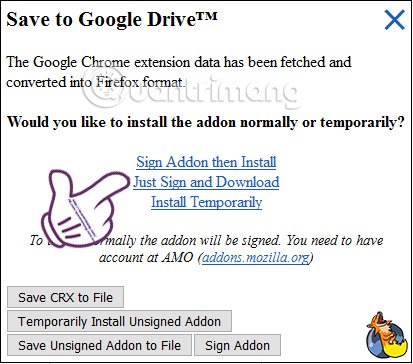 Save to Google Drive™
The Google Chrome extension data has been fetched and
converted into Firefox format.
@uantrimang
Would you like to install the addon normally or temporarily?
Sign Addon then Install
Just Sign and Download
Install Temporarily
To normally the addon will be signed. You need to have
account at AMO (addons.mozilla.org)
Save CRX to File
Temporarily Install Unsigned Addon
Save Unsigned Addon to File
Sign Addon